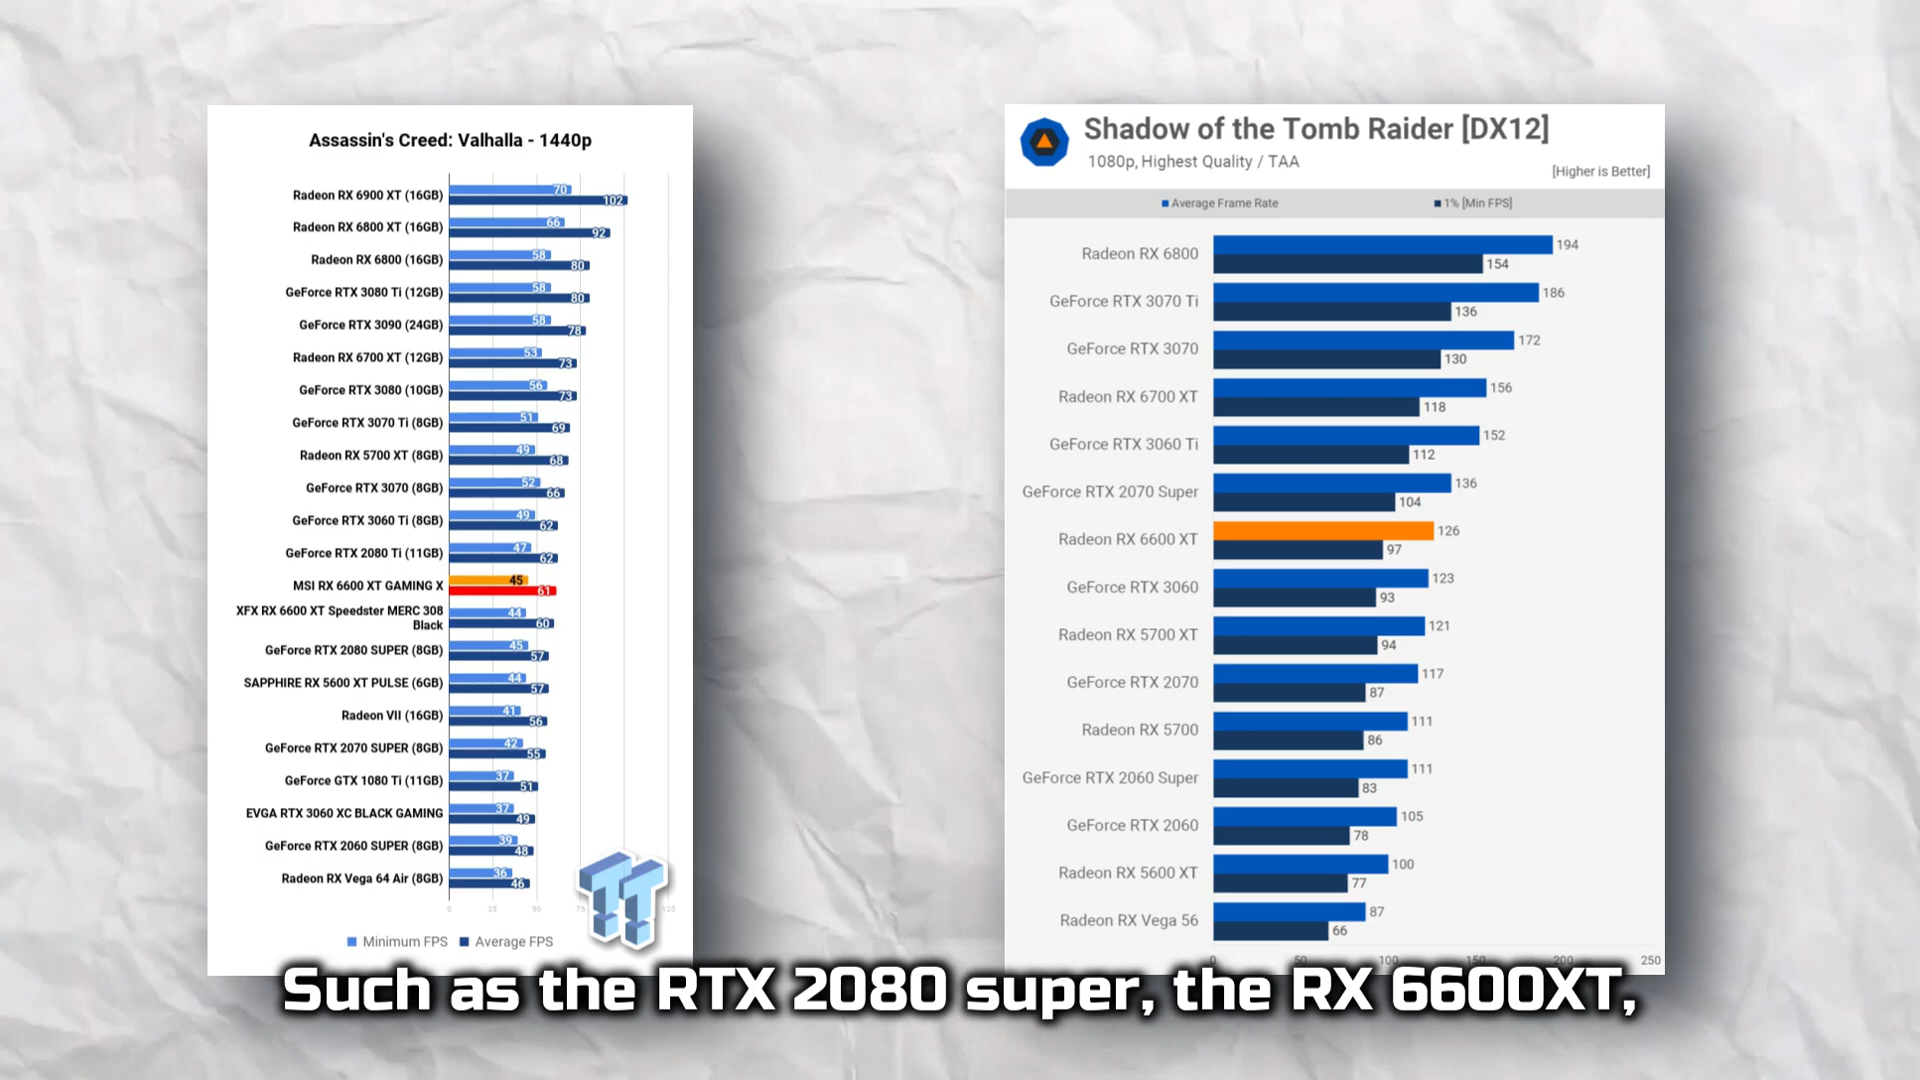 Assassin's Creed: Valhalla - 1440p
Radeon RX 6900 XT (16GB) 70 102
Radeon RX 6800 XT (16GB) 66 92
Radeon RX 6800 (16GB) 58 80
GeForce RTX 3080 Ti (12GB) 58 80
GeForce RTX 3090 (24GB) 58 78
Radeon RX 6700 XT (12GB) 53 73
GeForce RTX 3080 (10GB) 56 73
GeForce RTX 3070 Ti (8GB) 51 69
Radeon RX 5700 XT (8GB) 49 68
GeForce RTX 3070 (8GB) 52 66
GeForce RTX 3060 Ti (8GB) 49 62
GeForce RTX 2080 Ti (11GB) 47 62
MSI RX 6600 XT GAMING X 45 61
XFX RX 6600 XT Speedster MERC 308
Black 44 60
GeForce RTX 2080 SUPER (8GB) 45 57
SAPPHIRE RX 5600 XT PULSE (6GB) 44 57
Radeon VII (16GB) 41 56
GeForce RTX 2070 SUPER (8GB) 42 55
GeForce GTX 1080 Ti (11GB) 37 51
EVGA RTX 3060 XC BLACK GAMING 37 49
GeForce RTX 2060 SUPER (8GB) 39 48
Radeon RX Vega 64 Air (8GB) 36 46
0 25 50 75 125
Minimum FPS Average FPS
TT
Shadow of the Tomb Raider [DX12]
1080p, Highest Quality / TAA
[Higher is Better]
Average Frame Rate 1% [Min FPS]
Radeon RX 6800 194 154
GeForce RTX 3070 Ti 186 136
GeForce RTX 3070 172 130
Radeon RX 6700 XT 156 118
GeForce RTX 3060 Ti 152 112
GeForce RTX 2070 Super 136 104
Radeon RX 6600 XT 126 97
GeForce RTX 3060 123 93
Radeon RX 5700 XT 121 94
GeForce RTX 2070 117 87
Radeon RX 5700 111 86
GeForce RTX 2060 Super 111 83
GeForce RTX 2060 105 78
Radeon RX 5600 XT 100 77
Radeon RX Vega 56 87 66
0 50 100 150 200 250
Such as the RTX 2080 super, the RX 6600XT,